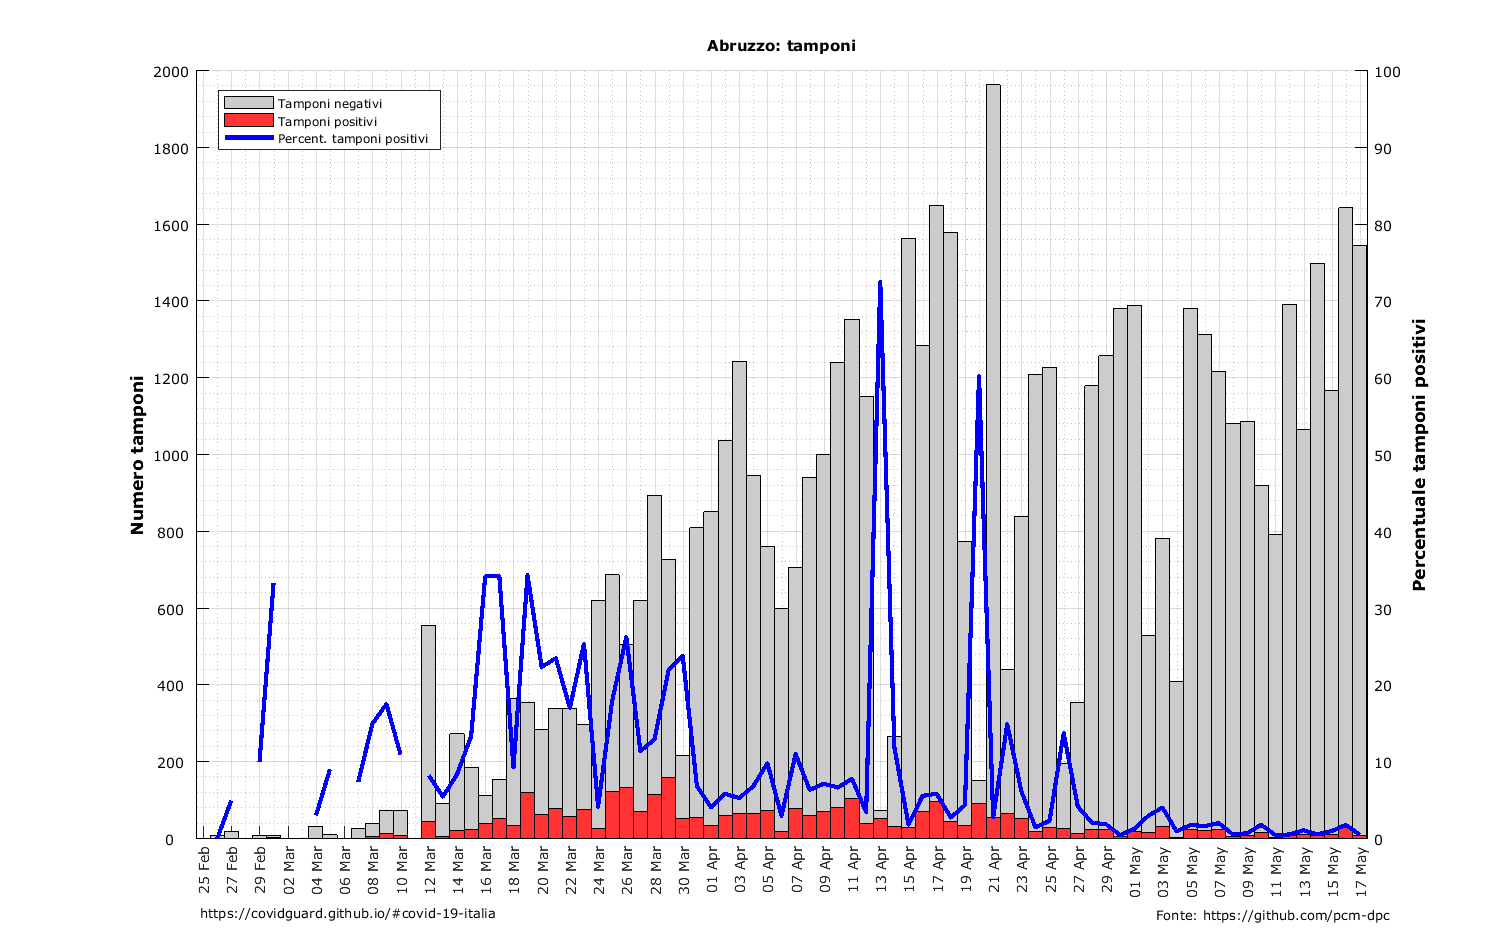 Abruzzo: tamponi
2000
1800
1600
1400
1200
1000
800
600
400
200
0
100
90
80
70
60
50
40
30
20
10
0
Tamponi negativi
Tamponi positivi
Percent. tamponi positivi
Numero tamponi
Percentuale tamponi positivi
25 Feb
27 Feb
29 Feb
02 Mar
04 Mar
06 Mar
08 Mar
10 Mar
12 Mar
14 Mar
16 Mar
18 Mar
20 Mar
22 Mar
24 Mar
26 Mar
28 Mar
30 Mar
01 Apr
03 Apr
05 Apr
07 Apr
09 Apr
11 Apr
13 Apr
15 Apr
17 Apr
19 Apr
21 Apr
23 Apr
25 Apr
27 Apr
29 Apr
01 May
03 May
05 May
07 May
09 May
11 May
13 May
15 May
17 May
https://covidguard.github.io/#covid-19-italia
Fonte: https://github.com/pcm-dpc